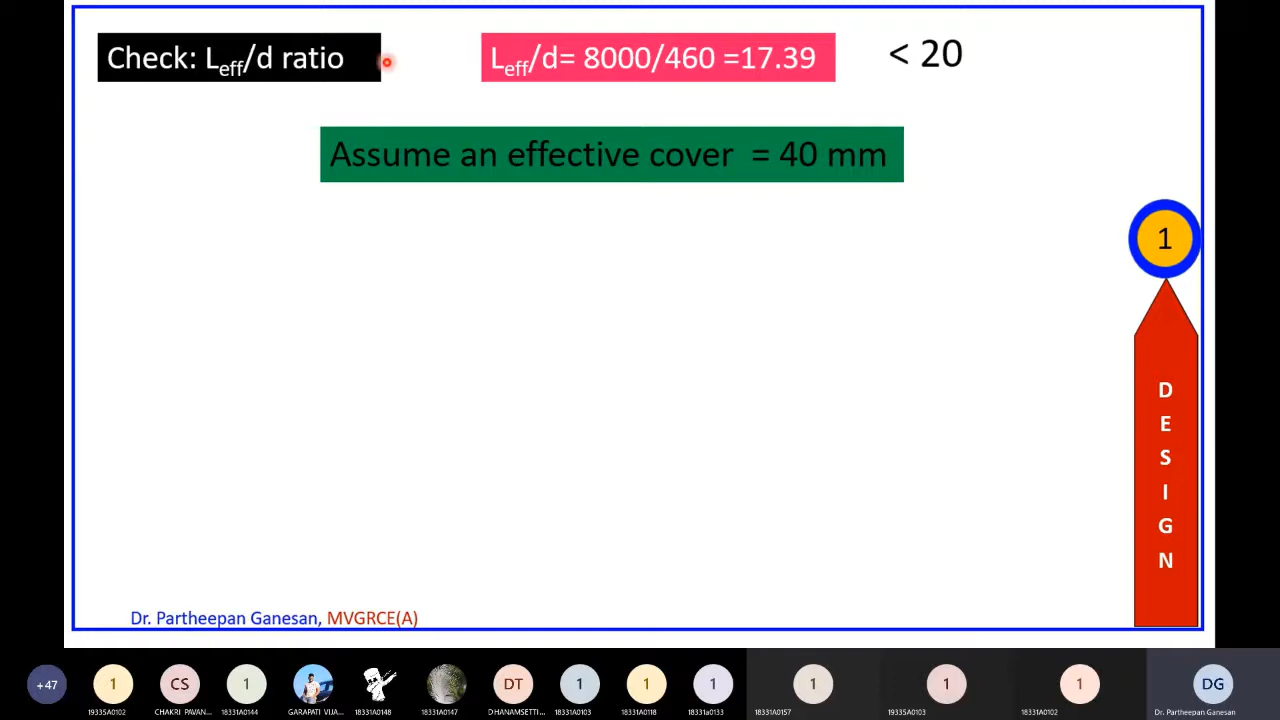 Check: Leff/d ratio
Leff/d= 8000/460 =17.39
< 20
Assume an effective cover = 40 mm
1
D
E
S
I
G
N
Dr. Partheepan Ganesan, MVGRCE(A)
+47
1
CS
1
DT
1
1
1
1
1
1
DG
19335A0102
CHAKRI PAVAN...
18331A0144
GARAPATI VIJA...
18331A0148
18331A0147
DHANAMSETTI...
18331A0103
18331A0118
18331a0133
18331A0157
19335A0103
18331A0102
Dr. Partheepan Ganesan